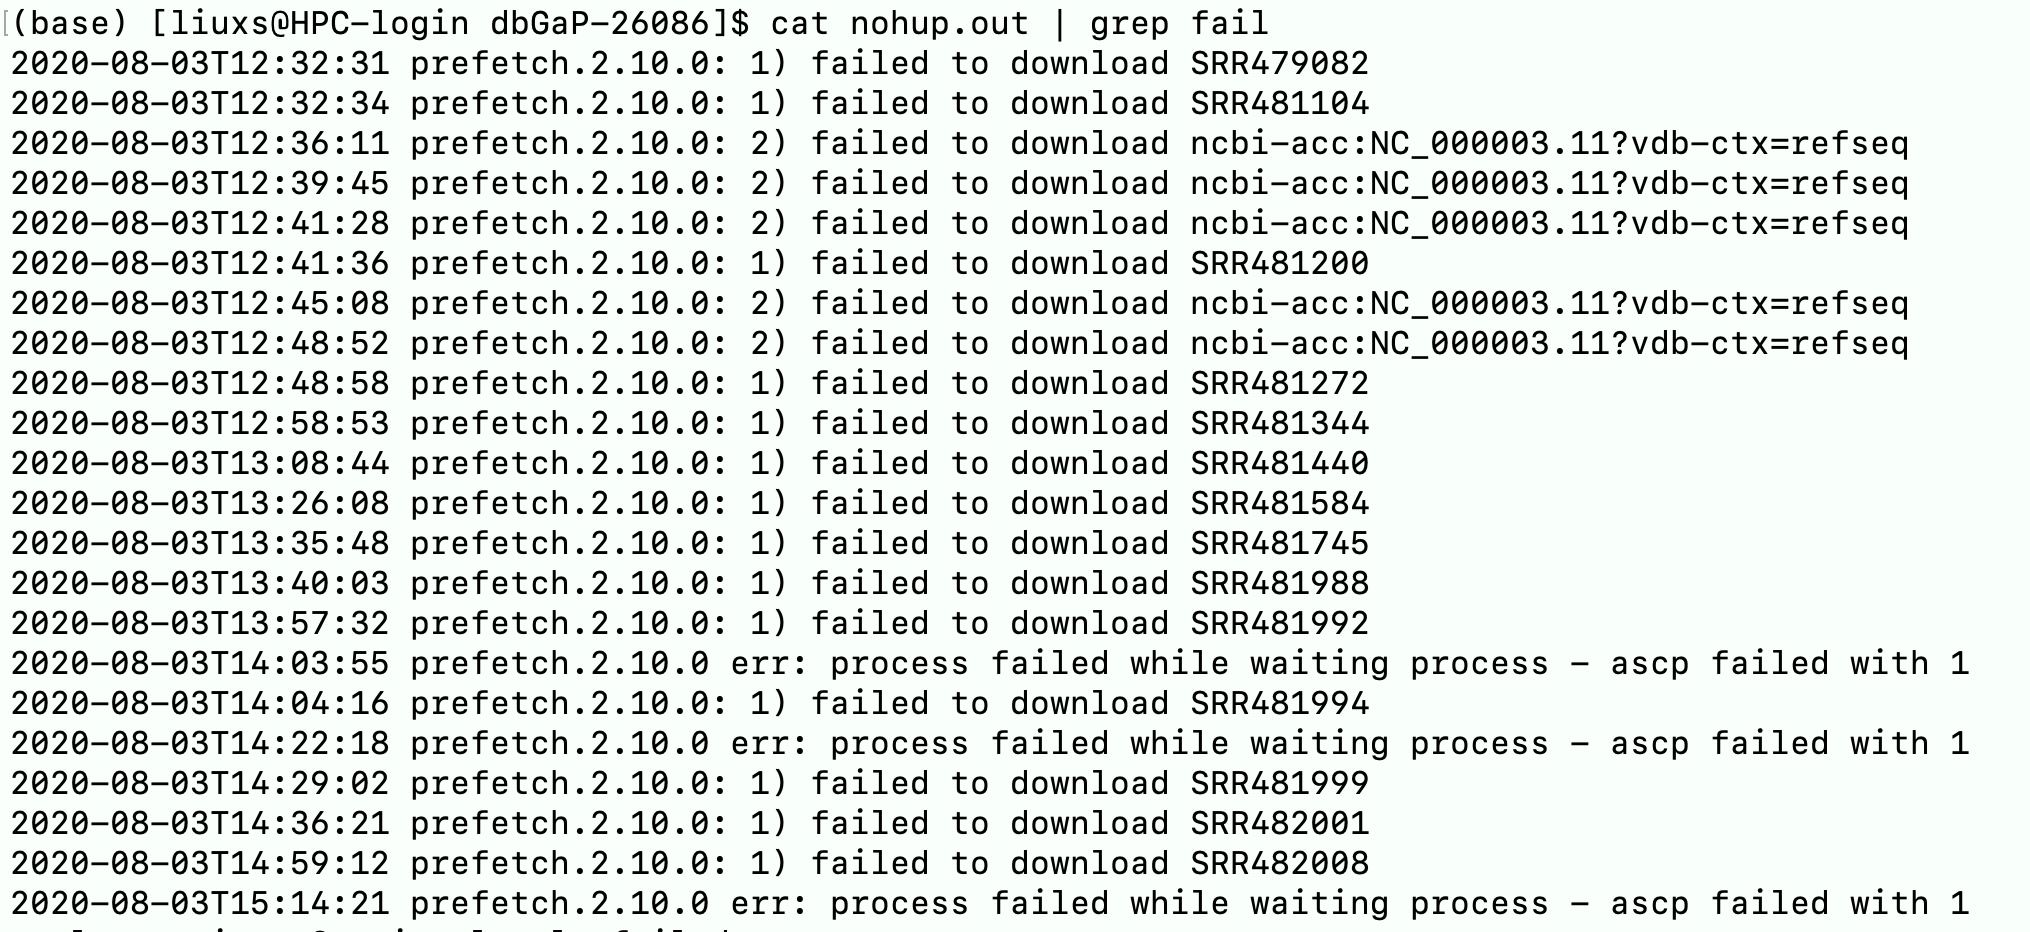 (base) [liuxs@HPC-login dbGaP-26086]$ cat nohup.out | grep fail
2020-08-03T12:32:31 prefetch.2.10.0: 1) failed to download SRR479082
2020-08-03T12:32:34 prefetch.2.10.0: 1) failed to download SRR481104
2020-08-03T12:36:11 prefetch.2.10.0: 2) failed to download ncbi-acc:NC_000003.11?vdb-ctx=refseq
2020-08-03T12:39:45 prefetch.2.10.0: 2) failed to download ncbi-acc:NC_000003.11?vdb-ctx=refseq
2020-08-03T12:41:28 prefetch.2.10.0: 2) failed to download ncbi-acc:NC_000003.11?vdb-ctx=refseq
2020-08-03T12:41:36 prefetch.2.10.0: 1) failed to download SRR481200
2020-08-03T12:45:08 prefetch.2.10.0: 2) failed to download ncbi-acc:NC_000003.11?vdb-ctx=refseq
2020-08-03T12:48:52 prefetch.2.10.0: 2) failed to download ncbi-acc:NC_000003.11?vdb-ctx=refseq
2020-08-03T12:48:58 prefetch.2.10.0: 1) failed to download SRR481272
2020-08-03T12:58:53 prefetch.2.10.0: 1) failed to download SRR481344
2020-08-03T13:08:44 prefetch.2.10.0: 1) failed to download SRR481440
2020-08-03T13:26:08 prefetch.2.10.0: 1) failed to download SRR481584
2020-08-03T13:35:48 prefetch.2.10.0: 1) failed to download SRR481745
2020-08-03T13:40:03 prefetch.2.10.0: 1) failed to download SRR481988
2020-08-03T13:57:32 prefetch.2.10.0: 1) failed to download SRR481992
2020-08-03T14:03:55 prefetch.2.10.0 err: process failed while waiting process - ascp failed with 1
2020-08-03T14:04:16 prefetch.2.10.0: 1) failed to download SRR481994
2020-08-03T14:22:18 prefetch.2.10.0 err: process failed while waiting process - ascp failed with 1
2020-08-03T14:29:02 prefetch.2.10.0: 1) failed to download SRR481999
2020-08-03T14:36:21 prefetch.2.10.0: 1) failed to download SRR482001
2020-08-03T14:59:12 prefetch.2.10.0: 1) failed to download SRR482008
2020-08-03T15:14:21 prefetch.2.10.0 err: process failed while waiting process - ascp failed with 1